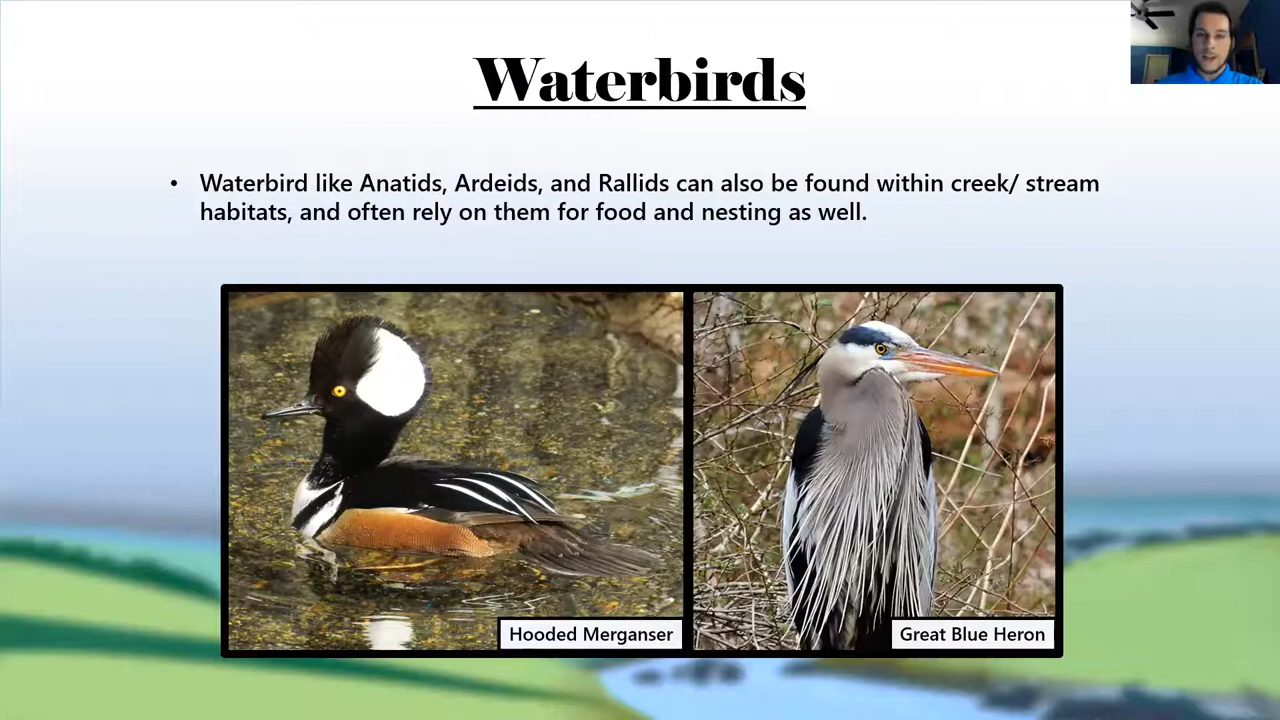 Waterbirds
• Waterbird like Anatids, Ardeids, and Rallids can also be found within creek/ stream
habitats, and often rely on them for food and nesting as well.
Hooded Merganser
Great Blue Heron